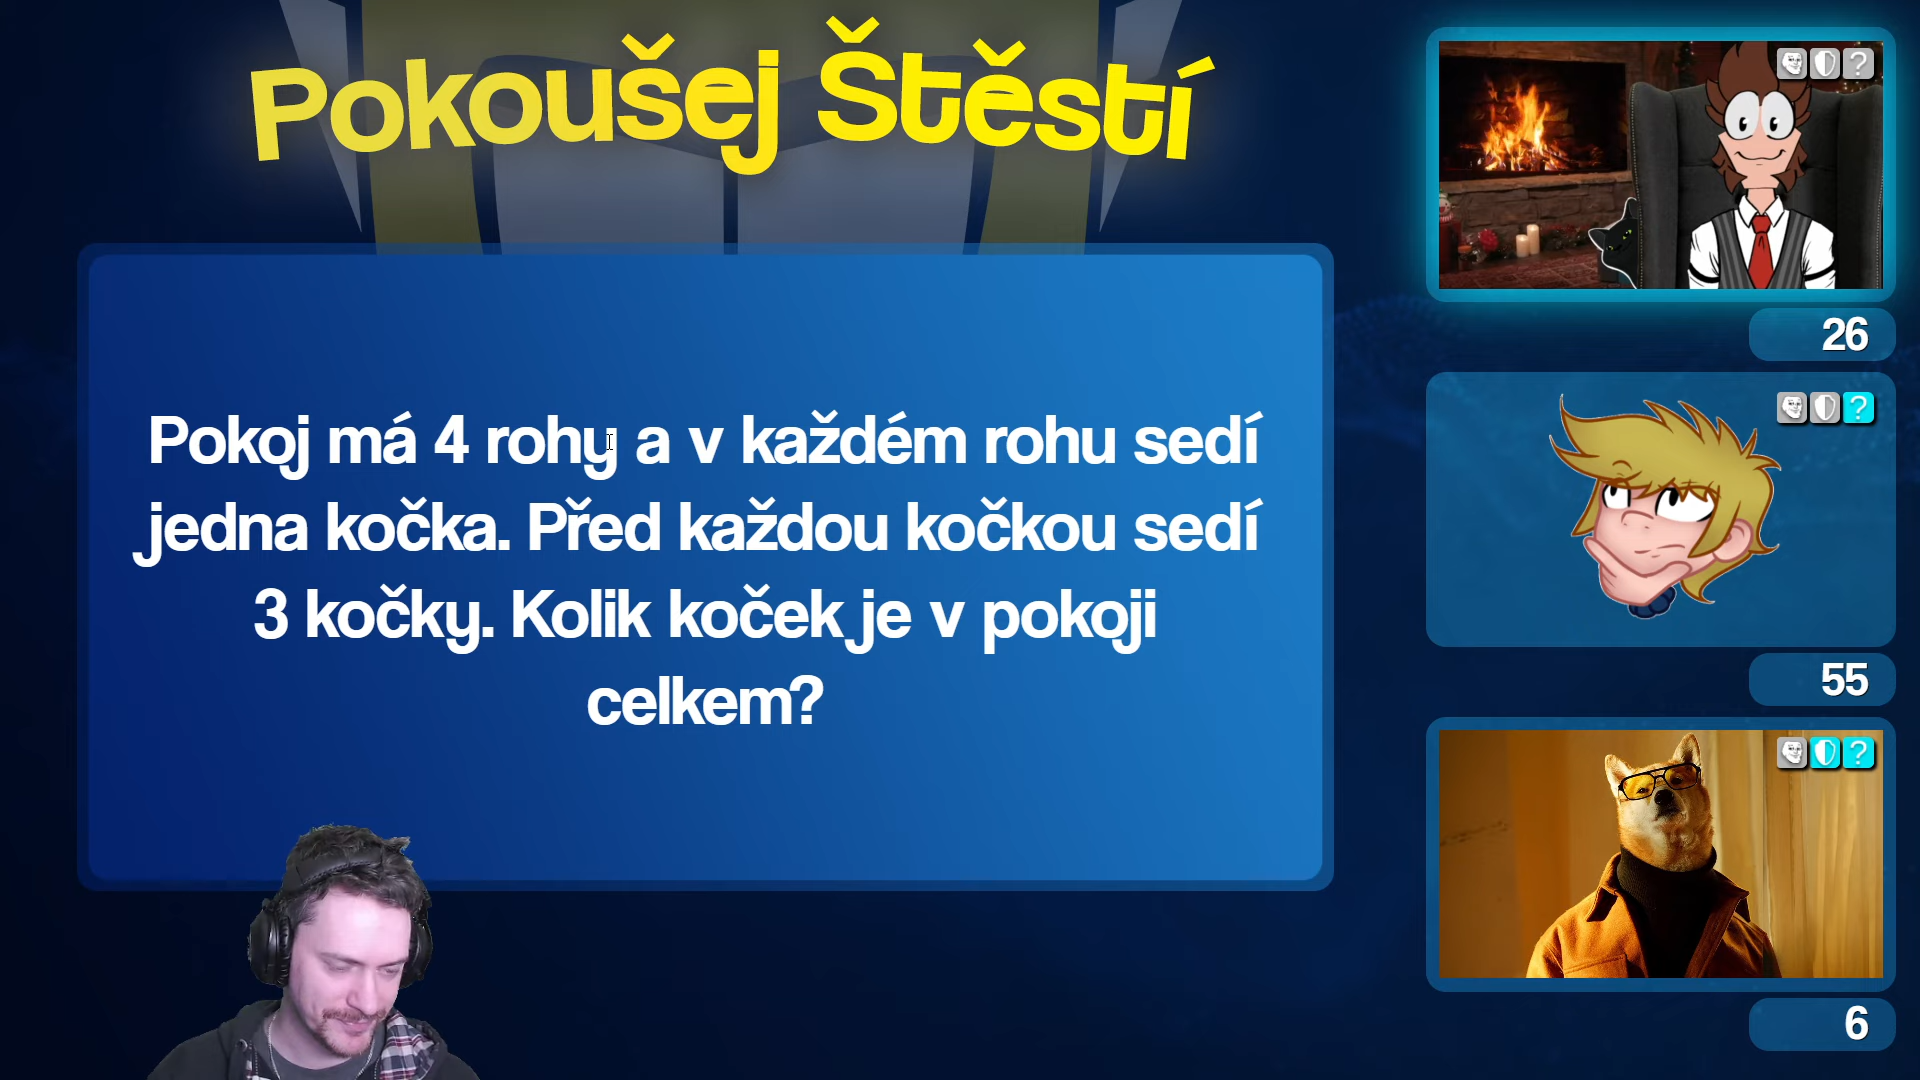 Pokoušej Štěstí
Pokoj má 4 rohy a v každém rohu sedí
jedna kočka. Před každou kočkou sedí
3 kočky. Kolik koček je v pokoji
celkem?
?
26
?
55
?
6